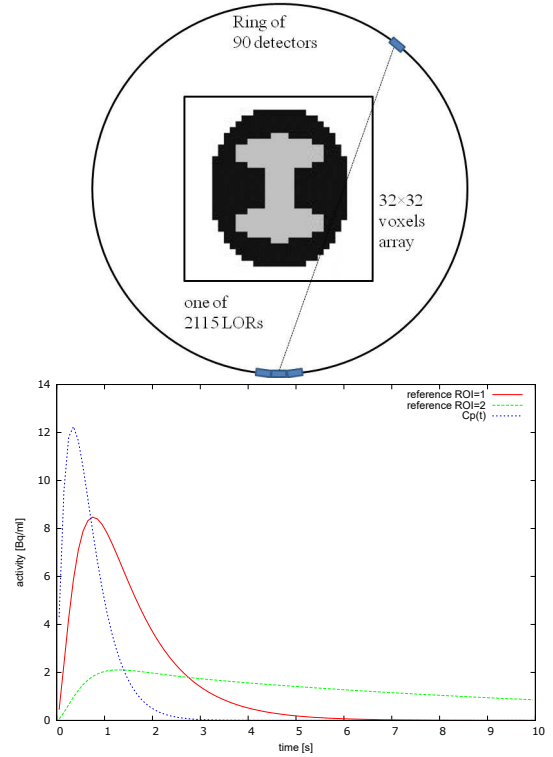 Ring of
90 detectors
32×32
voxels
array
one of
2115 LORs
14
12
10
8
6
4
2
0
activity [Bq/ml]
reference ROI=1
reference ROI=2
Cp(t)
0 1 2 3 4 5 6 7 8 9 10
time [s]